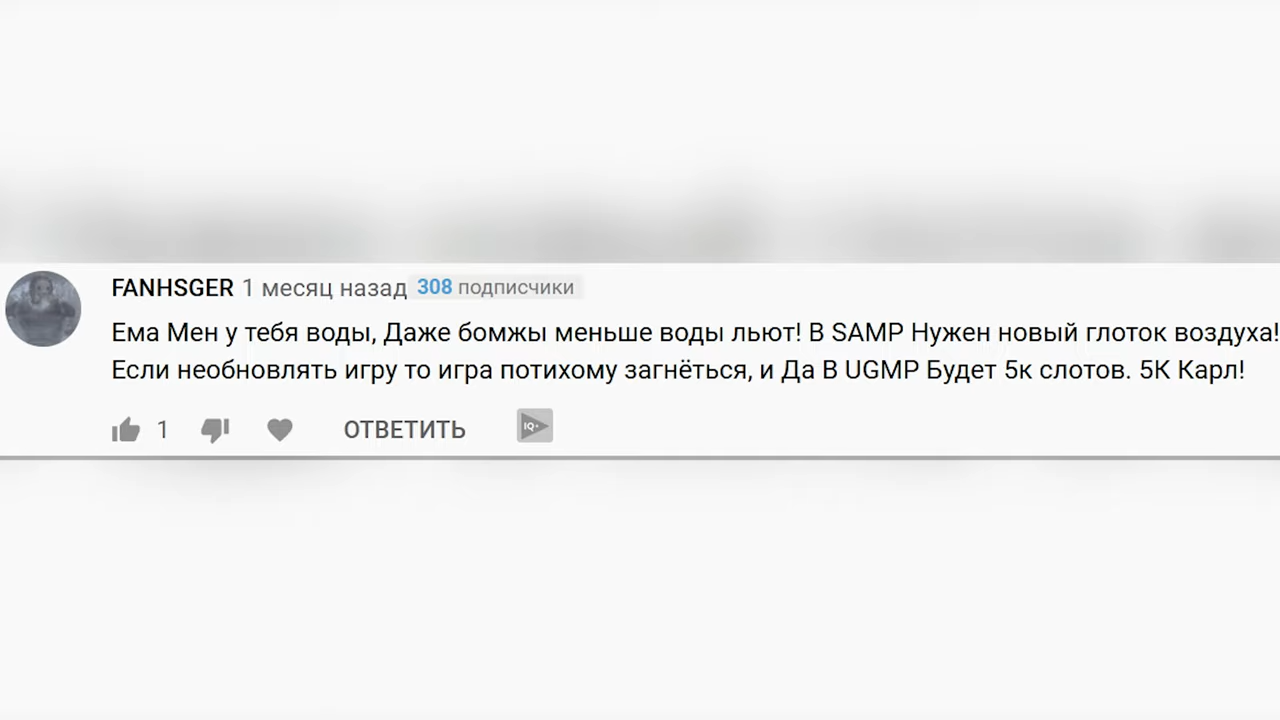 FANHSGER 1 месяц назад 308 подписчики
Ема Мен у тебя воды, Даже бомжы меньше воды льют! В SAMP Нужен новый глоток воздуха!
Если необновлять игру то игра потихому загнёться, и Да В UGMP Будет 5к слотов. 5К Карл!
1 ОТВЕТИТЬ IQ+